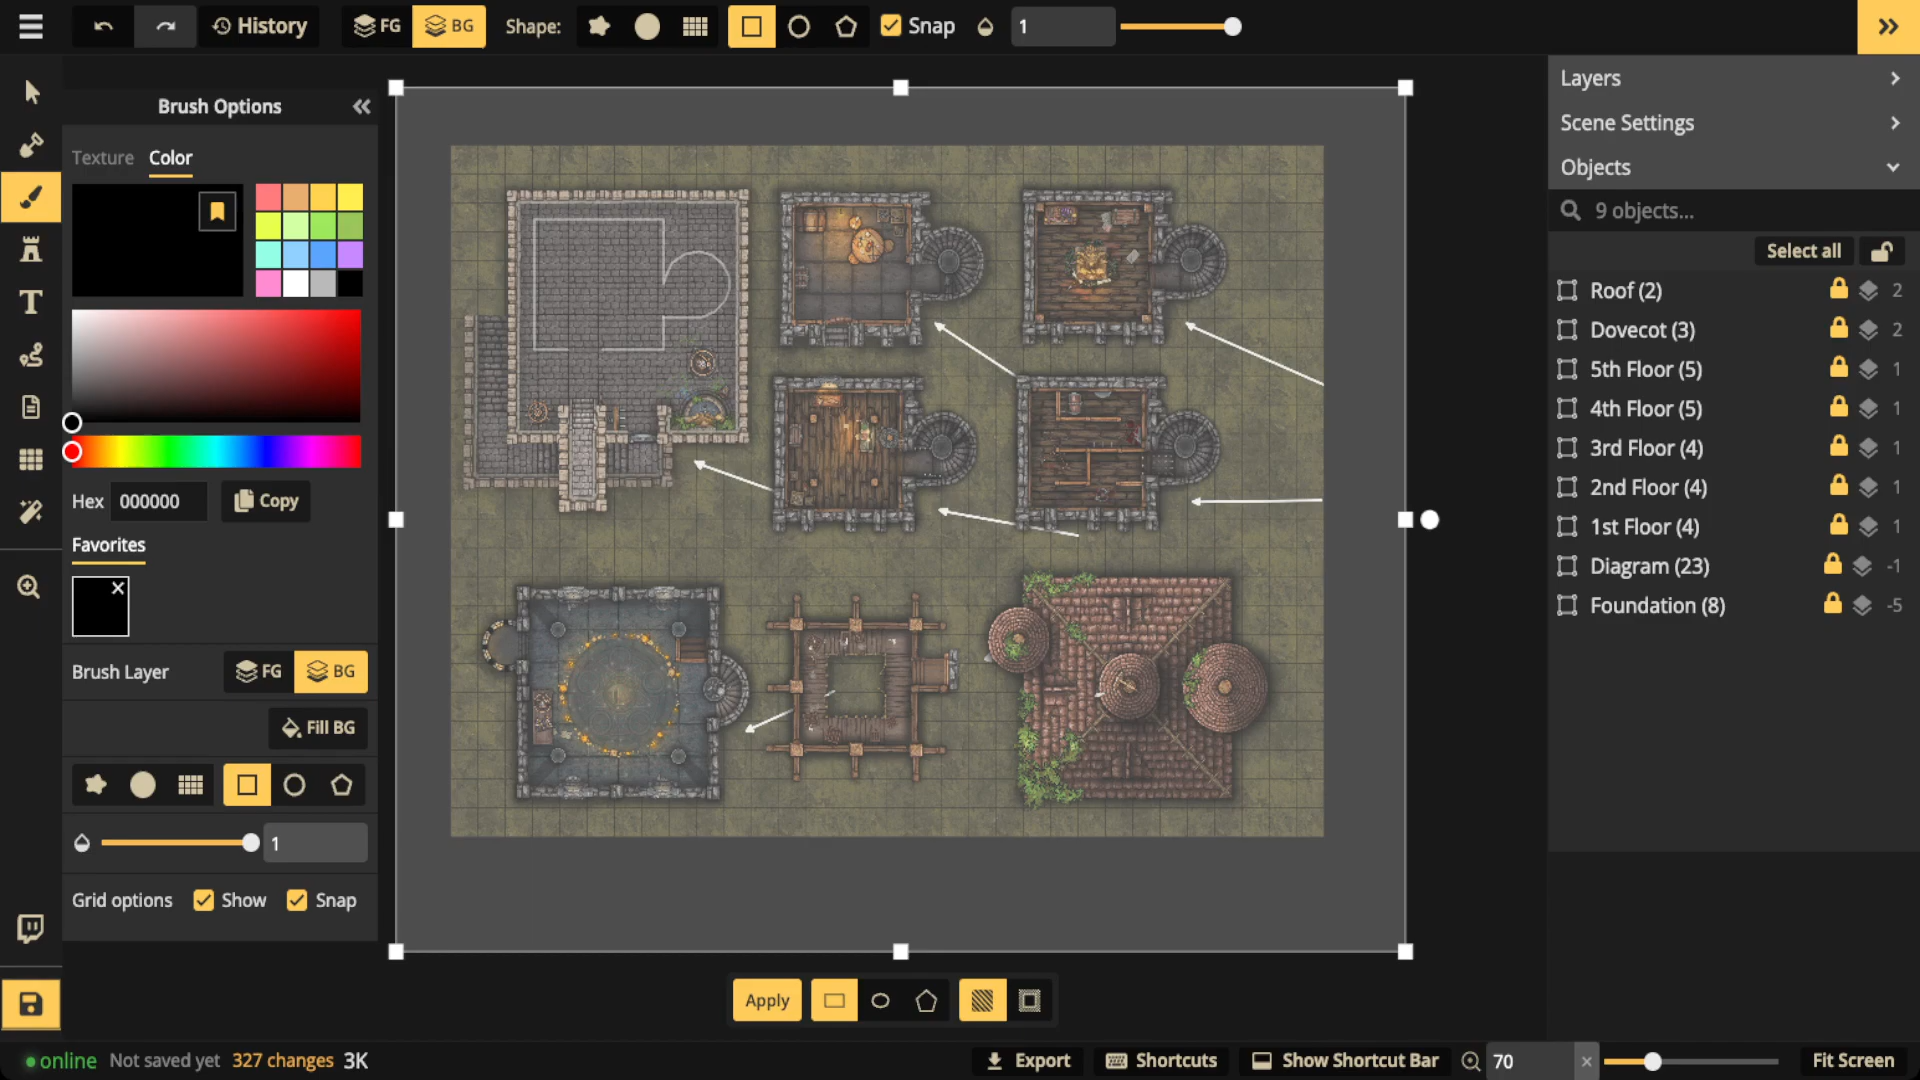 History
FG
BG
Shape:
Snap
1
Brush Options
Texture
Color
Hex
000000
Copy
Favorites
Brush Layer
FG
BG
Fill BG
1
Grid options
Show
Snap
Layers
Scene Settings
Objects
9 objects...
Select all
Roof (2)
2
Dovecot (3)
2
5th Floor (5)
1
4th Floor (5)
1
3rd Floor (4)
1
2nd Floor (4)
1
1st Floor (4)
1
Diagram (23)
-1
Foundation (8)
-5
Apply
online
Not saved yet
327 changes
3K
Export
Shortcuts
Show Shortcut Bar
70
Fit Screen